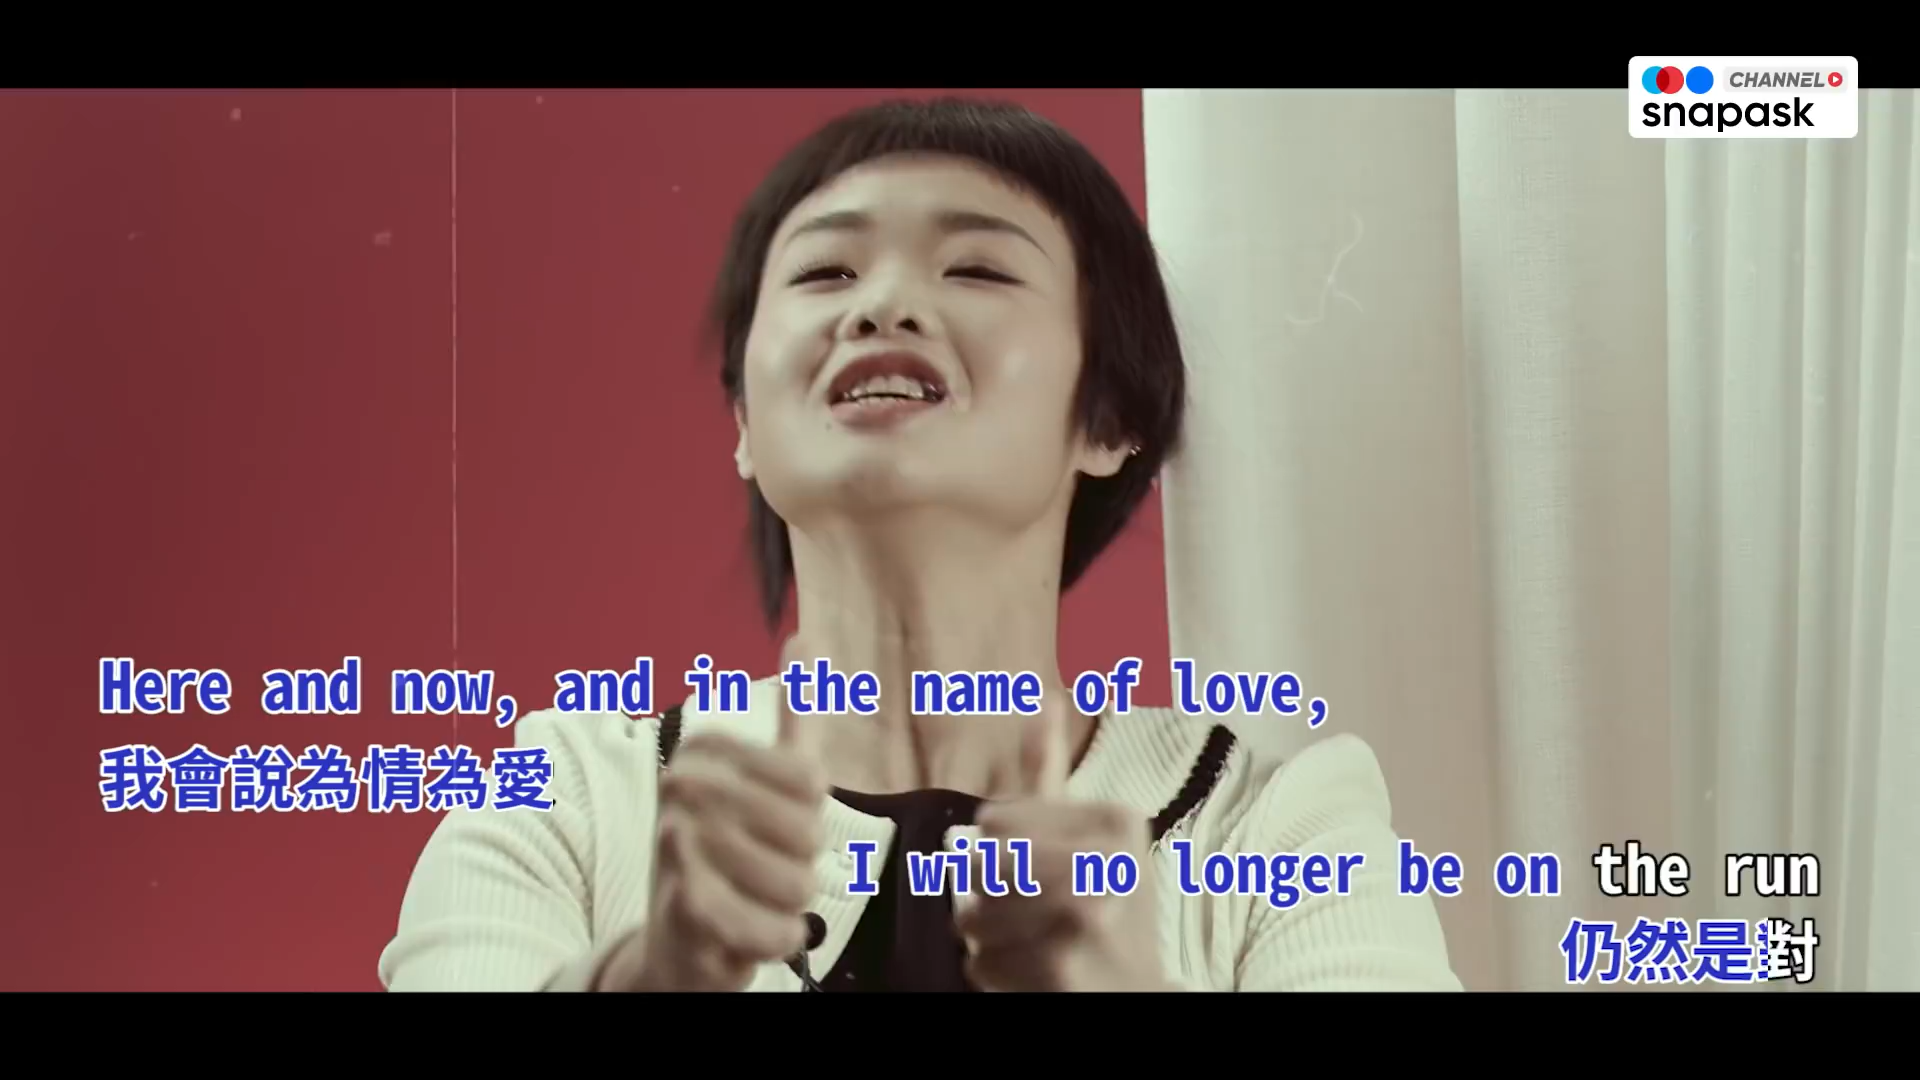 CHANNEL
snapask
Here and now, and in the name of love,
我會說為情為愛
I will no longer be on the run
仍然是對